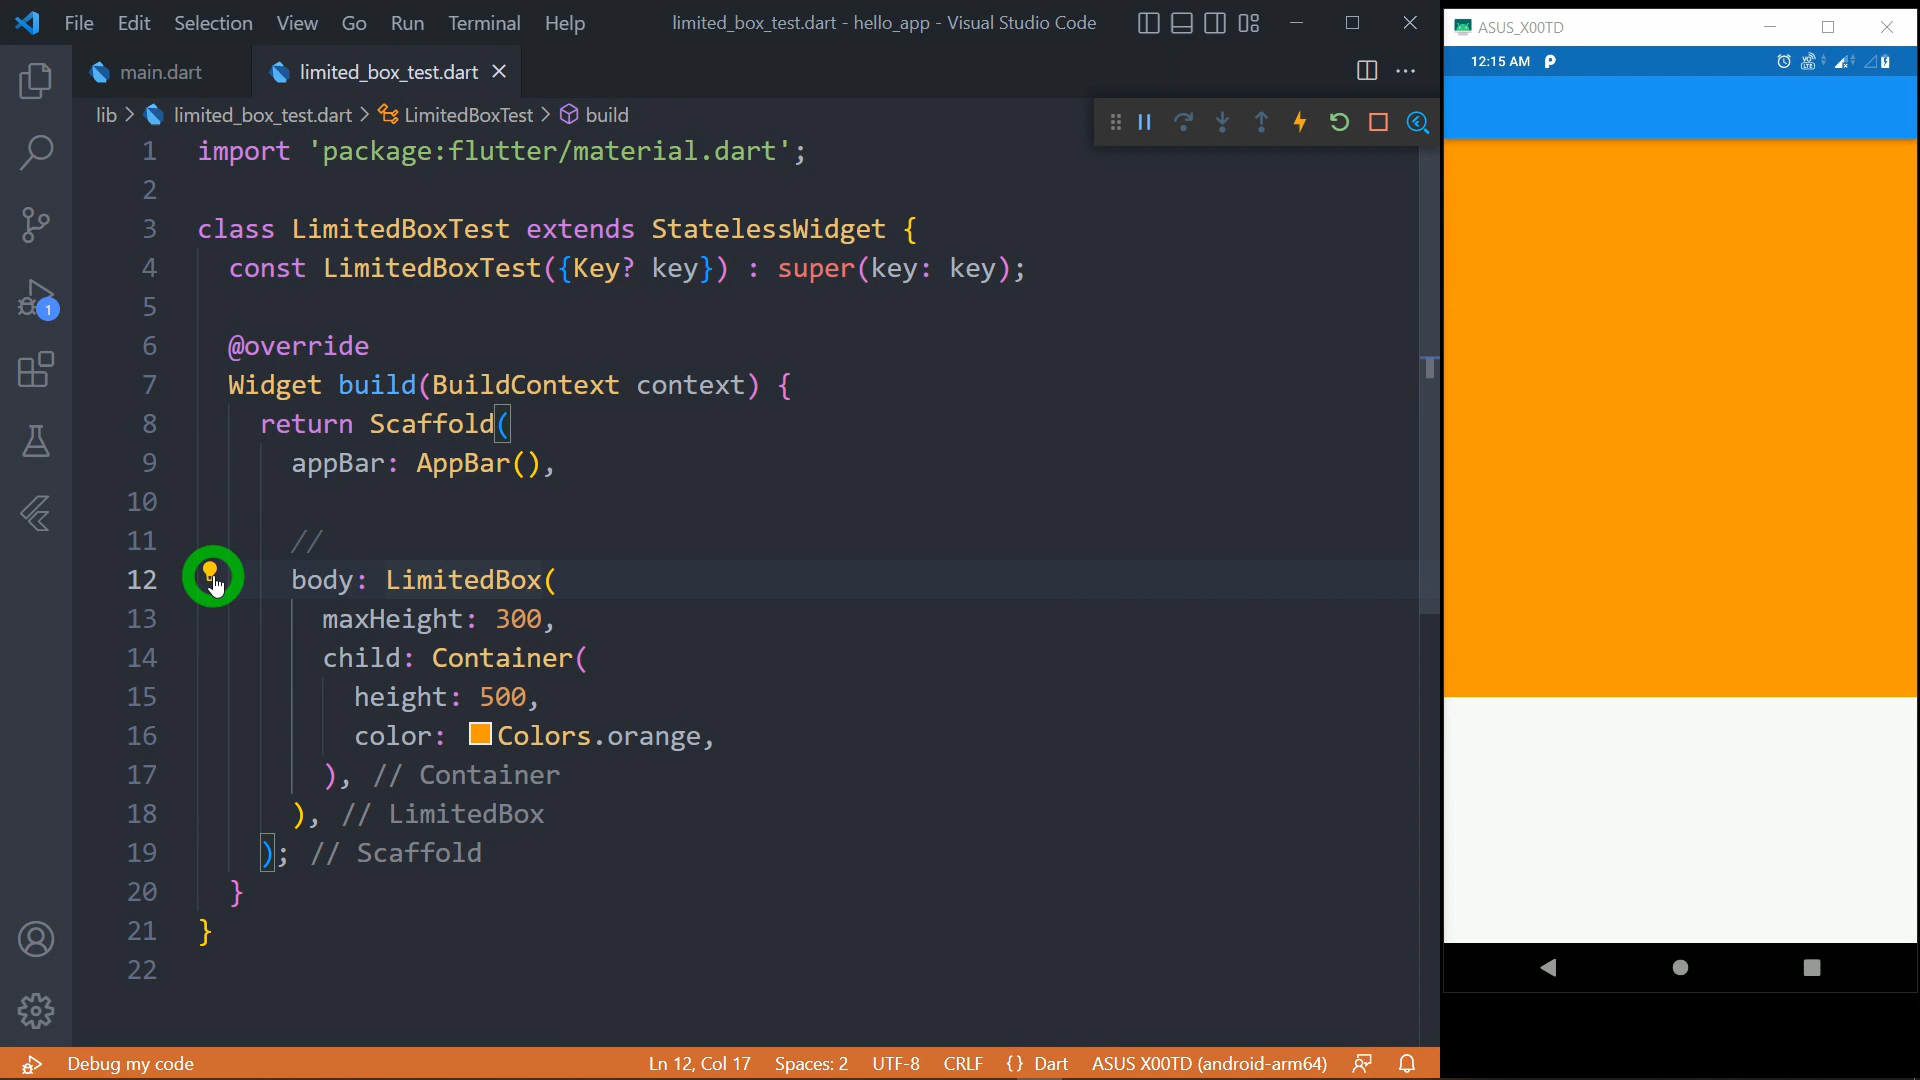 File Edit Selection View Go Run Terminal Help limited_box_test.dart - hello_app - Visual Studio Code
main.dart limited_box_test.dart
lib > limited_box_test.dart > LimitedBoxTest > build
1 import 'package:flutter/material.dart';
2
3 class LimitedBoxTest extends StatelessWidget {
4 const LimitedBoxTest({Key? key}) : super(key: key);
5
6 @override
7 Widget build(BuildContext context) {
8 return Scaffold(
9 appBar: AppBar(),
10
11 //
12 body: LimitedBox(
13 maxHeight: 300,
14 child: Container(
15 height: 500,
16 color: Colors.orange,
17 ), // Container
18 ), // LimitedBox
19 ); // Scaffold
20 }
21 }
22
1
Debug my code Ln 12, Col 17 Spaces: 2 UTF-8 CRLF {} Dart ASUS X00TD (android-arm64)
ASUS_X00TD
12:15 AM